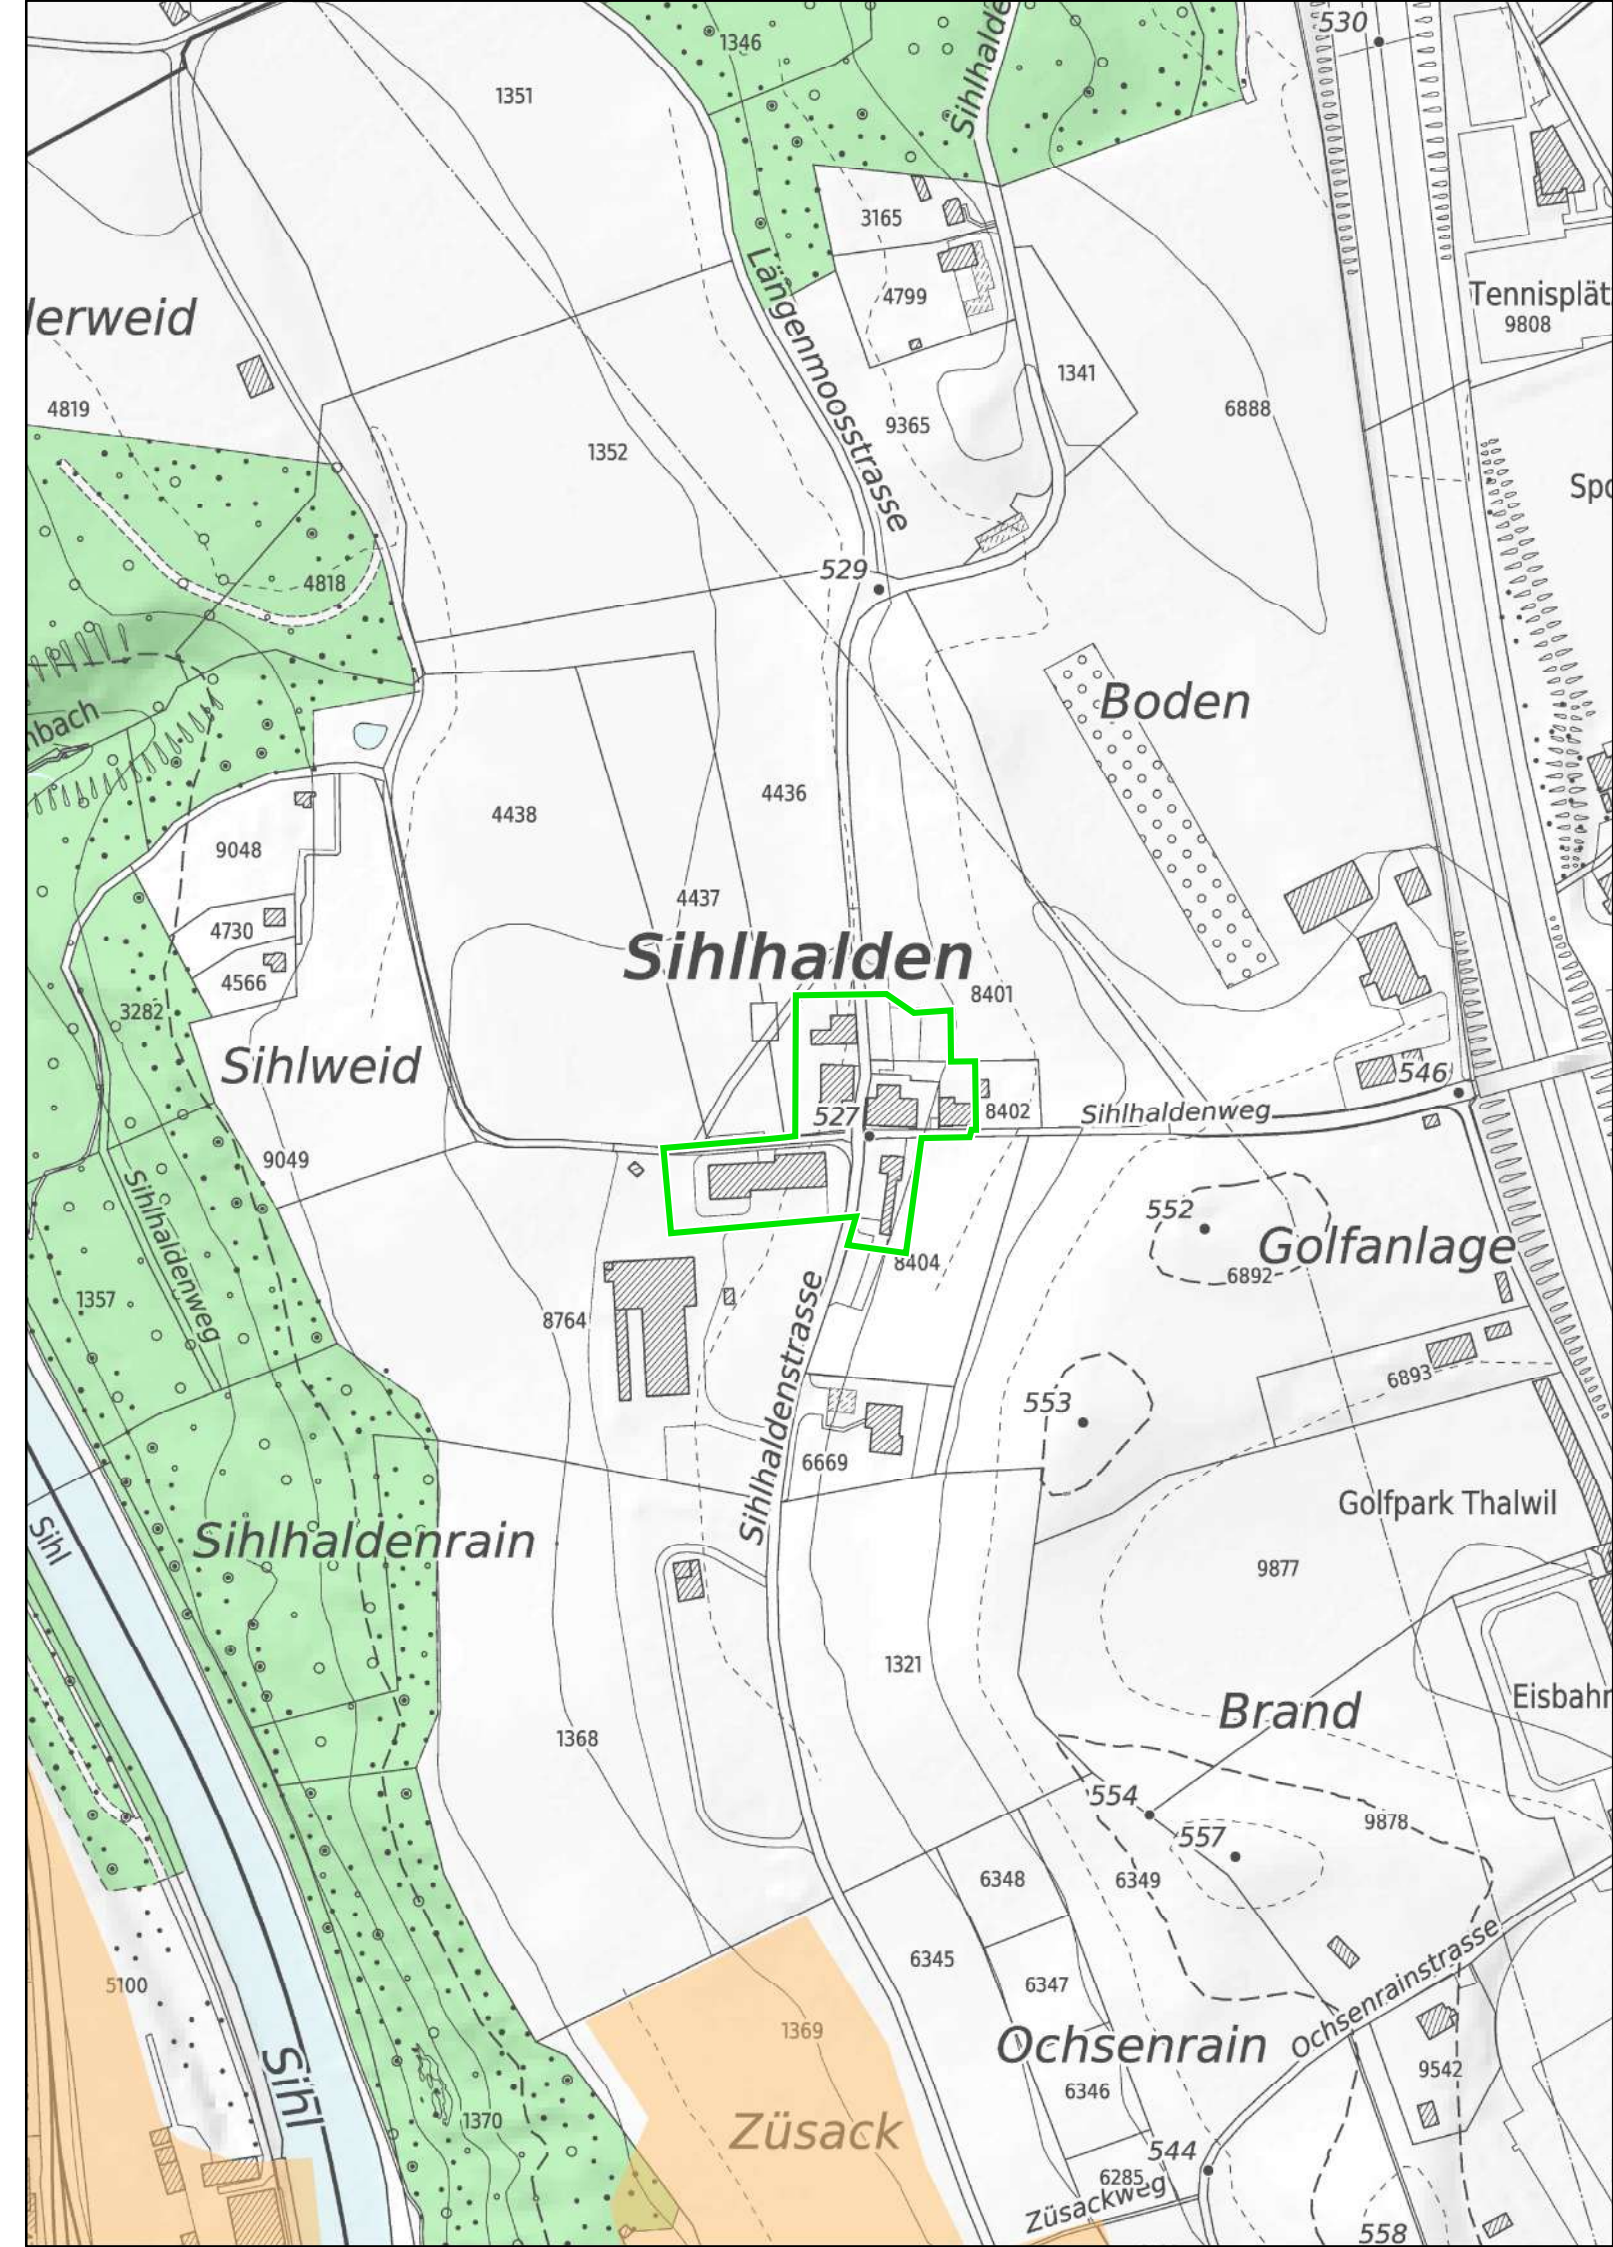 530
1346
Sihlhalde
1351
3165
Tennisplät
9808
4799
Längenmoosstrasse
lerweid
1341
4819
6888
9365
1352
Spo
529
4818
Boden
nbach
4436
4438
9048
4437
4730
Sihlhalden
4566
8401
3282
Sihlweid
546
527
8402
Sihlhaldenweg
9049
Sihlhaldenweg
552
Golfanlage
8404
6892
1357
8764
Sihlhaldenstrasse
6893
553
6669
Golfpark Thalwil
Sihl
Sihlhaldenrain
9877
1321
Eisbahn
Brand
1368
554
9878
557
6348
6349
6345
5100
6347
Ochsenrainstrasse
1369
Ochsenrain
9542
Sihl
6346
1370
Züsack
544
6285
Züsackweg
558